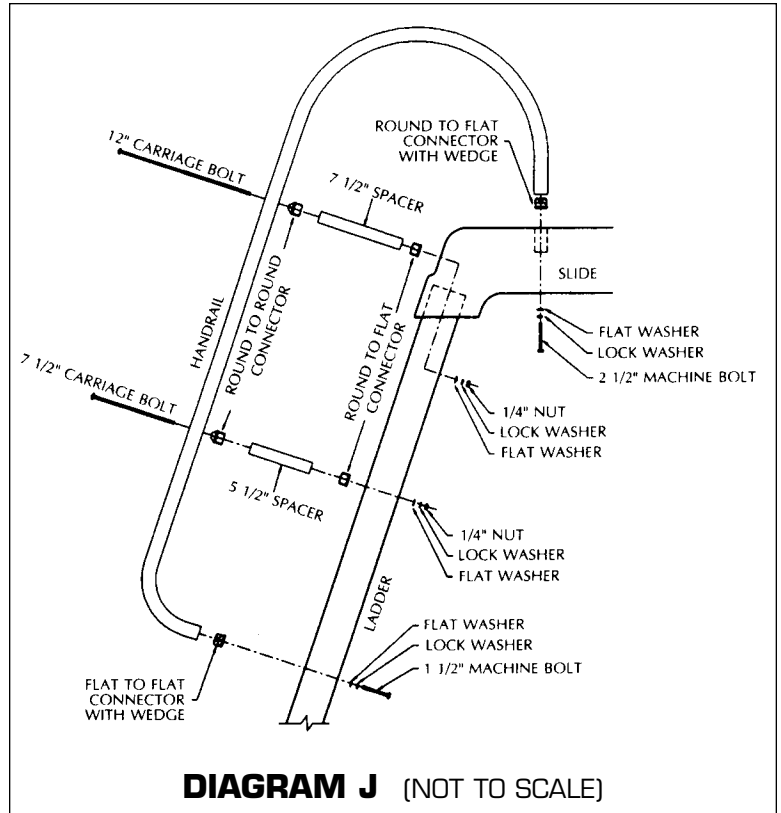 ROUND TO FLAT
CONNECTOR
WITH WEDGE
12" CARRIAGE BOLT
7 1/2" SPACER
SLIDE
HANDRAIL
ROUND TO ROUND
CONNECTOR
ROUND TO FLAT
CONNECTOR
FLAT WASHER
LOCK WASHER
2 1/2" MACHINE BOLT
7 1/2" CARRIAGE BOLT
1/4" NUT
LOCK WASHER
FLAT WASHER
5 1/2" SPACER
1/4" NUT
LOCK WASHER
FLAT WASHER
LADDER
FLAT WASHER
LOCK WASHER
1 1/2" MACHINE BOLT
FLAT TO FLAT
CONNECTOR
WITH WEDGE
DIAGRAM J (NOT TO SCALE)